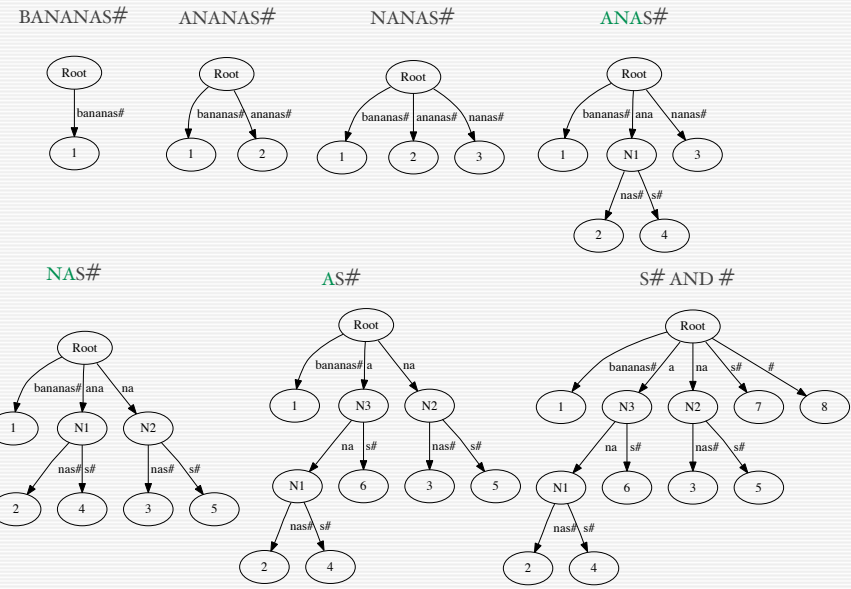 BANANAS# ANANAS# NANAS# ANAS#
Root Root Root Root
bananas# bananas# ananas# bananas# ananas# nanas# bananas# ana nanas#
1 1 2 1 2 3 1 N1 3
nas# s#
2 4
NAS# AS# S# AND #
Root Root Root
bananas# ana na bananas# a na bananas# a na s# #
1 N1 N2 1 N3 N2 1 N3 N2 7 8
nas# s# nas# s# na s# nas# s# na s# nas# s#
2 4 3 5 N1 6 3 5 N1 6 3 5
nas# s# nas# s#
2 4 2 4